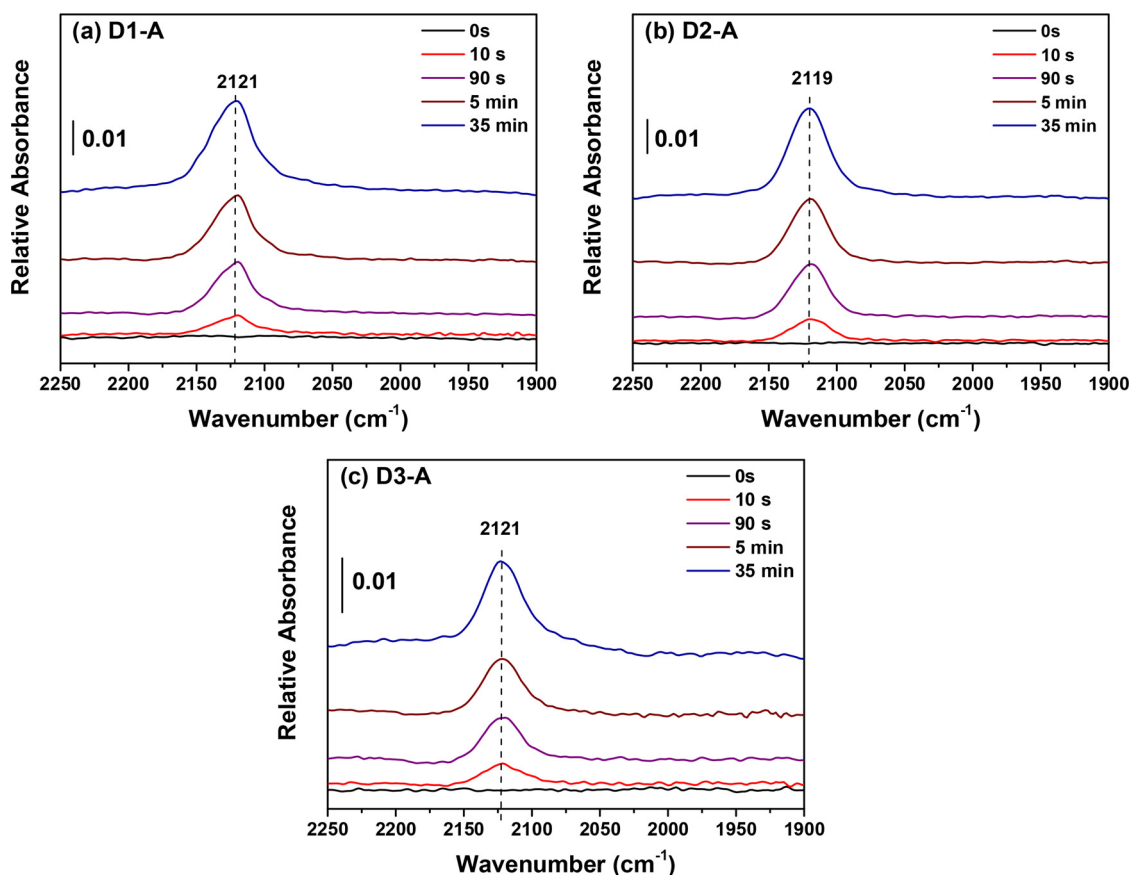 (a) D1-A
0s
10 s
90 s
5 min
35 min
2121
0.01
Relative Absorbance
2250 2200 2150 2100 2050 2000 1950 1900
Wavenumber (cm⁻¹)
(b) D2-A
0s
10 s
90 s
5 min
35 min
2119
0.01
Relative Absorbance
2250 2200 2150 2100 2050 2000 1950 1900
Wavenumber (cm⁻¹)
(c) D3-A
0s
10 s
90 s
5 min
35 min
2121
0.01
Relative Absorbance
2250 2200 2150 2100 2050 2000 1950 1900
Wavenumber (cm⁻¹)